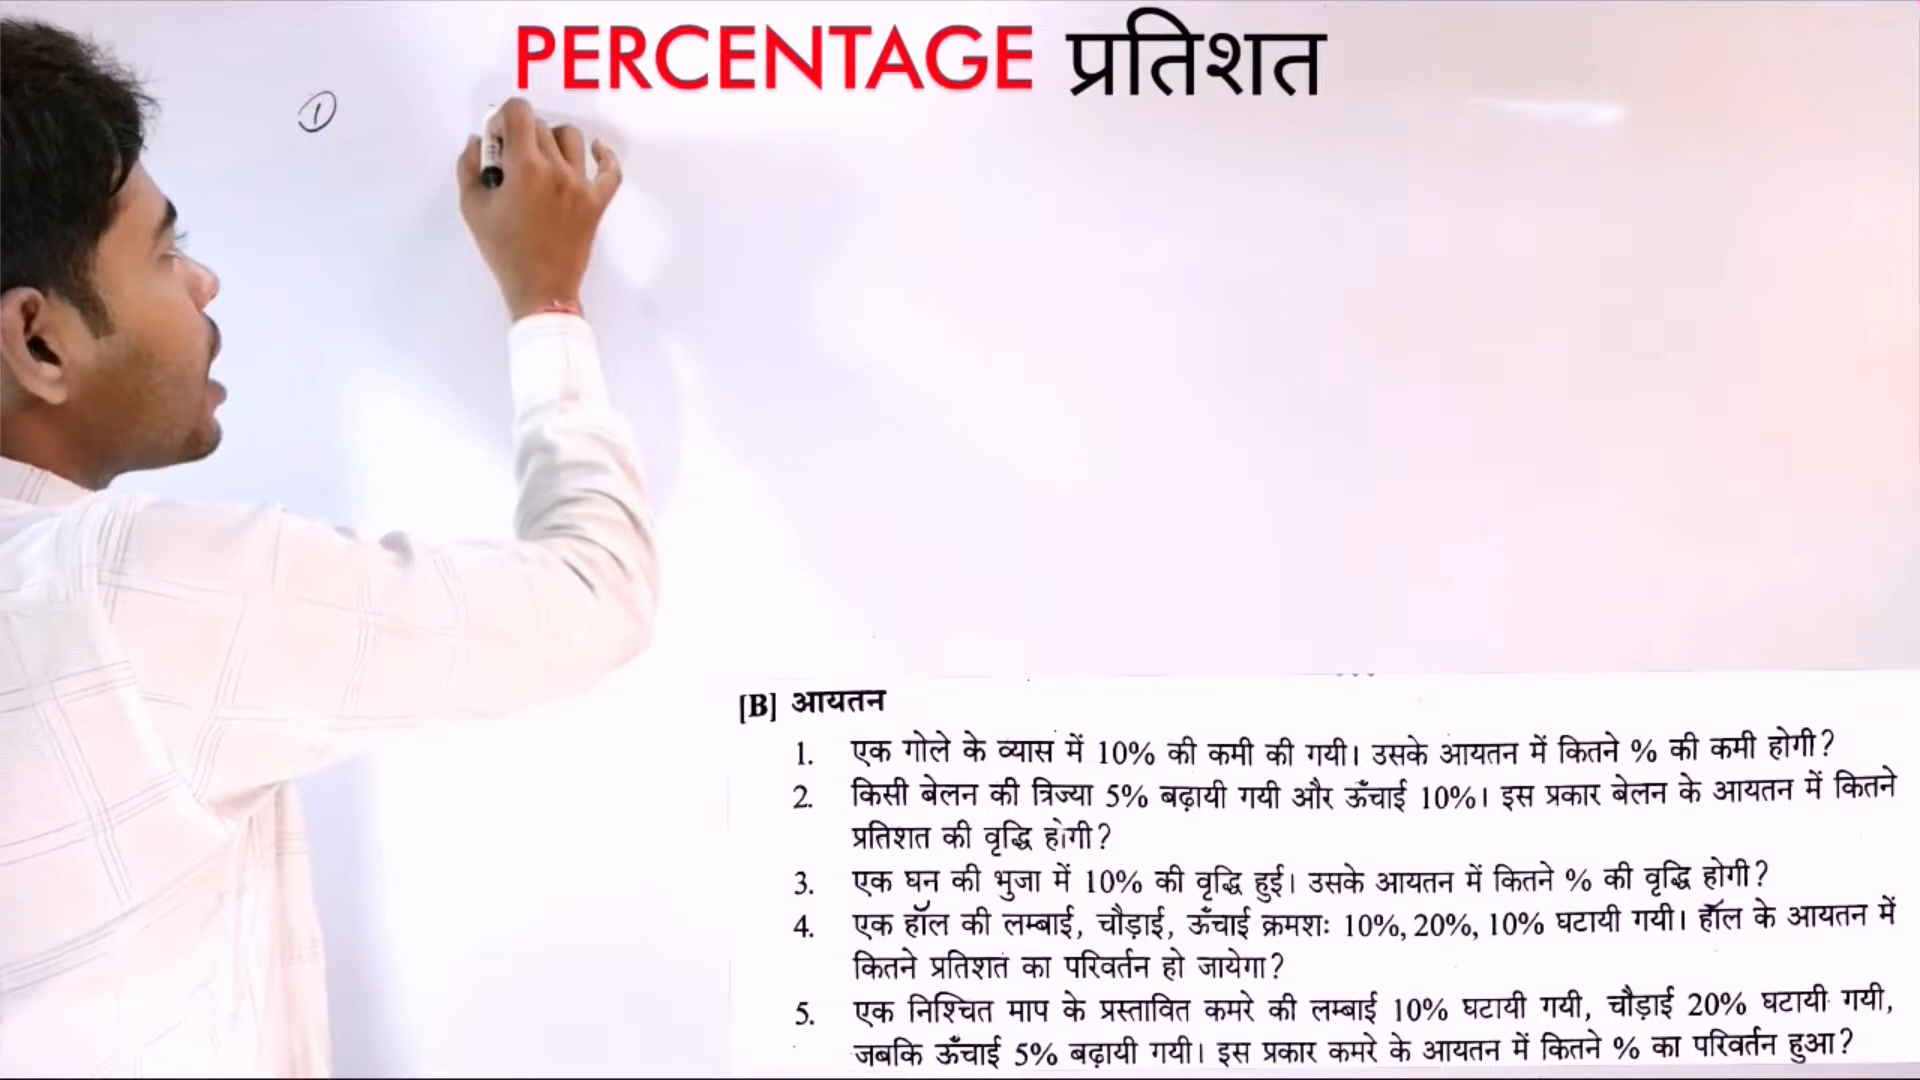 PERCENTAGE प्रतिशत
①
[B] आयतन
1. एक गोले के व्यास में 10% की कमी की गयी। उसके आयतन में कितने % की कमी होगी?
2. किसी बेलन की त्रिज्या 5% बढ़ायी गयी और ऊँचाई 10%। इस प्रकार बेलन के आयतन में कितने
प्रतिशत की वृद्धि होगी?
3. एक घन की भुजा में 10% की वृद्धि हुई। उसके आयतन में कितने % की वृद्धि होगी?
4. एक हॉल की लम्बाई, चौड़ाई, ऊँचाई क्रमशः 10%, 20%, 10% घटायी गयी। हॉल के आयतन में
कितने प्रतिशत का परिवर्तन हो जायेगा?
5. एक निश्चित माप के प्रस्तावित कमरे की लम्बाई 10% घटायी गयी, चौड़ाई 20% घटायी गयी,
जबकि ऊँचाई 5% बढ़ायी गयी। इस प्रकार कमरे के आयतन में कितने % का परिवर्तन हुआ?